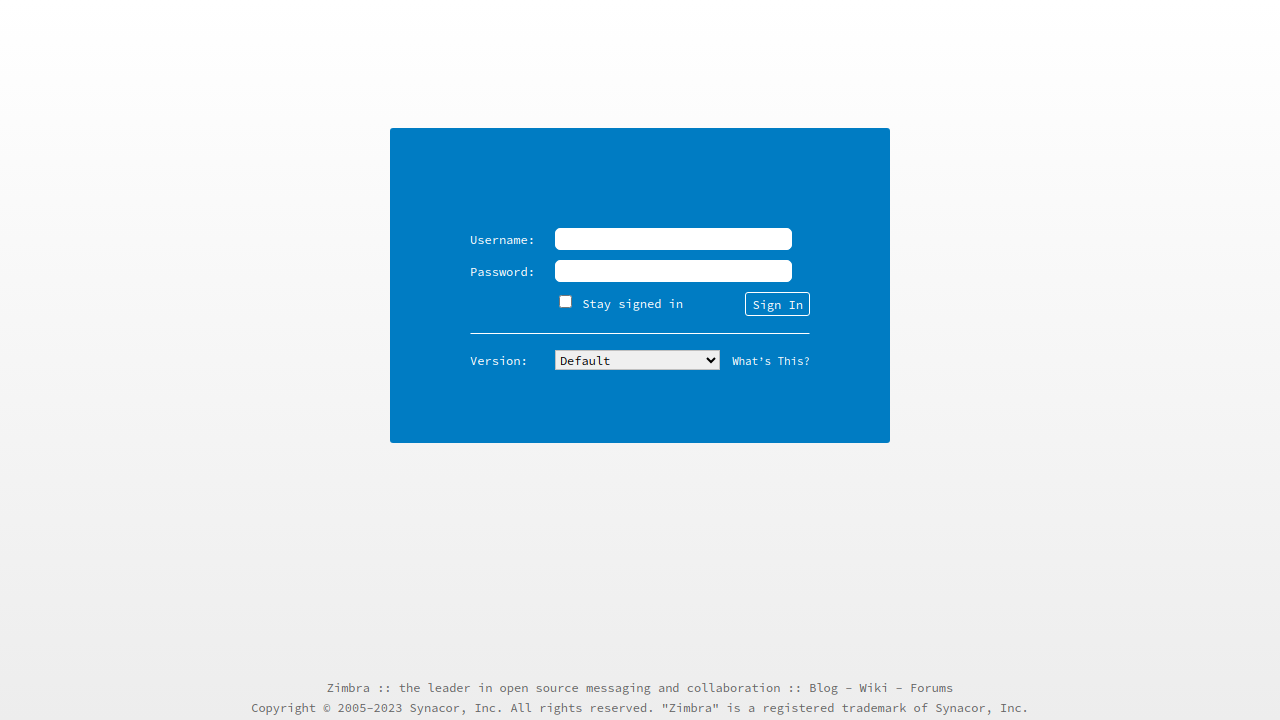 Username:
Password:
Stay signed in
Sign In
Version:
Default
What's This?
Zimbra :: the leader in open source messaging and collaboration :: Blog - Wiki - Forums
Copyright © 2005-2023 Synacor, Inc. All rights reserved. "Zimbra" is a registered trademark of Synacor, Inc.